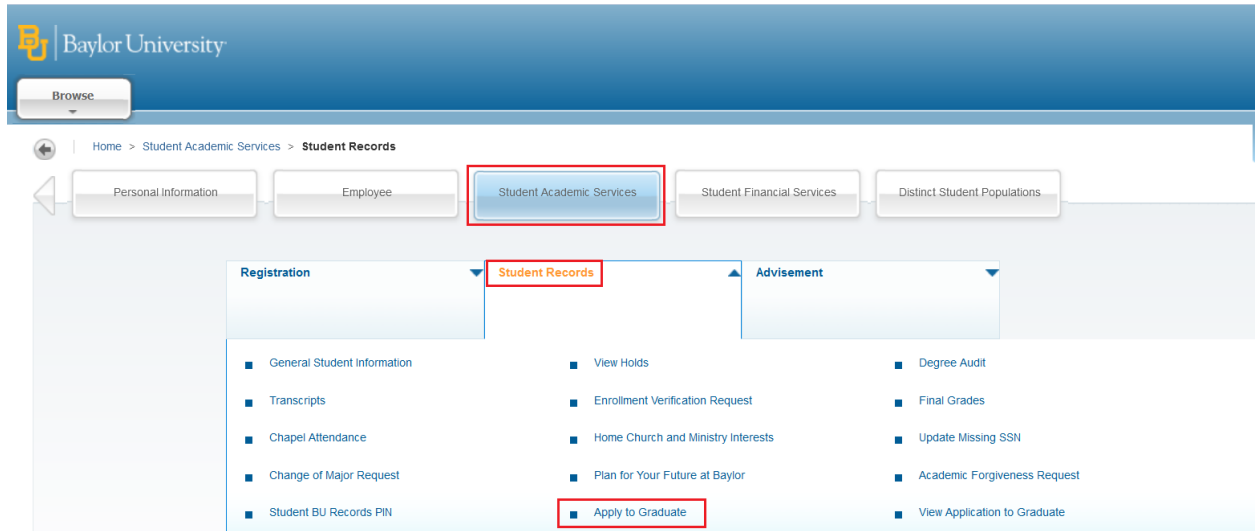 BU Baylor University
Browse
Home > Student Academic Services > Student Records
Personal Information Employee Student Academic Services Student Financial Services Distinct Student Populations
Registration Student Records Advisement
General Student Information View Holds Degree Audit
Transcripts Enrollment Verification Request Final Grades
Chapel Attendance Home Church and Ministry Interests Update Missing SSN
Change of Major Request Plan for Your Future at Baylor Academic Forgiveness Request
Student BU Records PIN Apply to Graduate View Application to Graduate